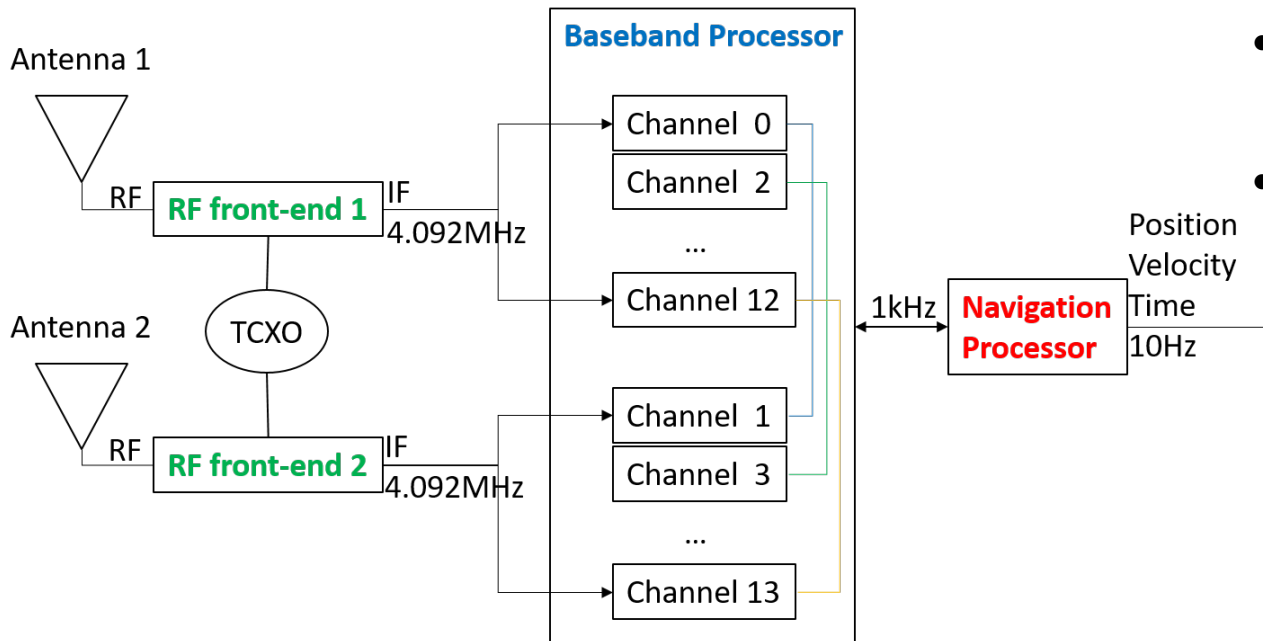 Baseband Processor
Antenna 1
Channel  0
Channel  2
...
Channel 12
RF
RF front-end 1
IF
4.092MHz
TCXO
Antenna 2
Channel  1
Channel  3
...
Channel 13
RF
RF front-end 2
IF
4.092MHz
1kHz
Navigation
Processor
Position
Velocity
Time
10Hz
•
•